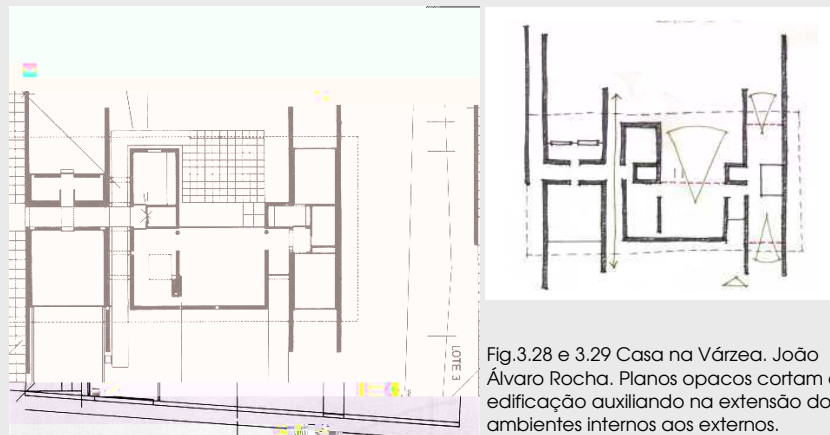 LOTE 3
Fig.3.28 e 3.29 Casa na Várzea. João
Álvaro Rocha. Planos opacos cortam
edificação auxiliando na extensão
ambientes internos aos externos.